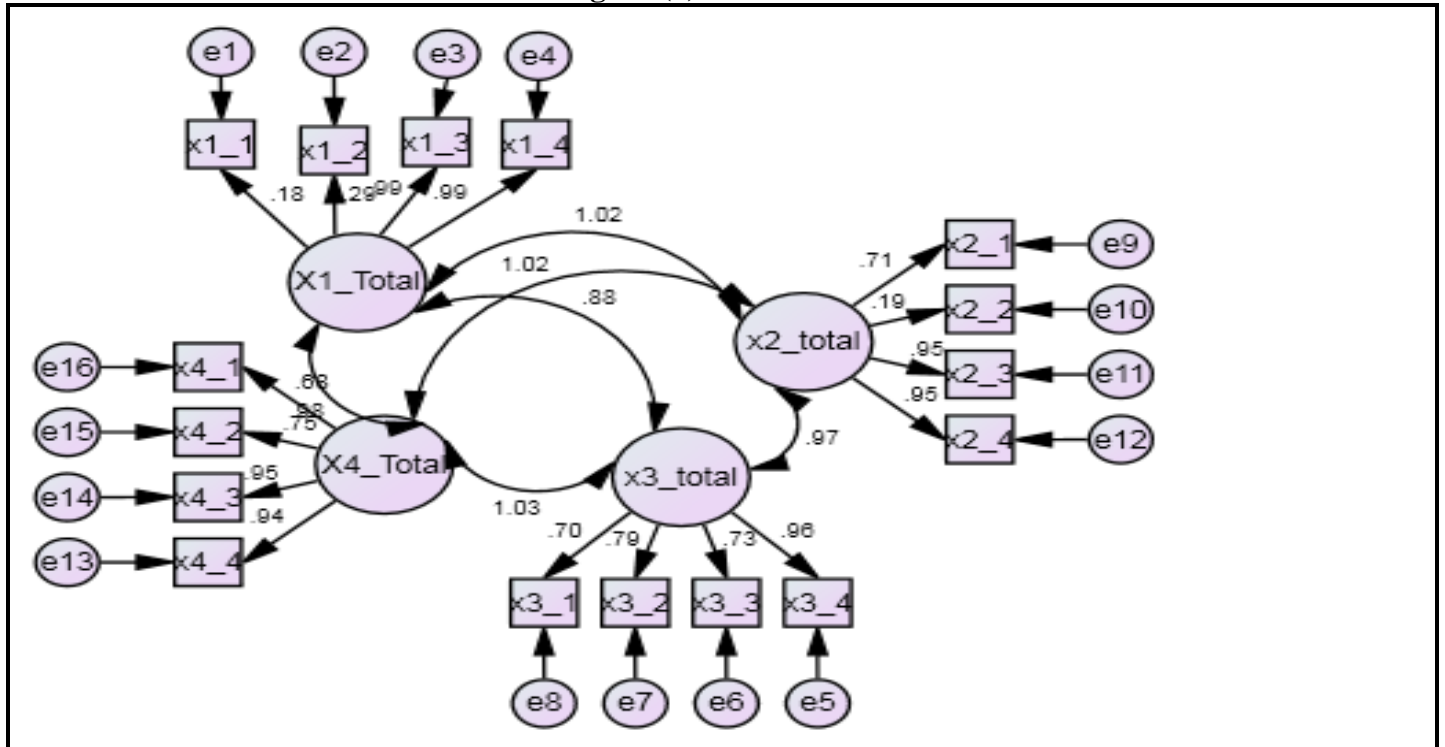 e1 e2 e3 e4
x1_1 x1_2 x1_3 x1_4
.18 .29 .99 .99
1.02
X1_Total
1.02
.88
.71
x2_1 e9
.19
x2_2 e10
x2_total
.95
x2_3 e11
.95
x2_4 e12
e16 x4_1
.68
.98
e15 x4_2
.75
X4_Total
.97
e14 x4_3
.95
x3_total
1.03
.94
e13 x4_4
.70 .79 .73 .96
x3_1 x3_2 x3_3 x3_4
e8 e7 e6 e5